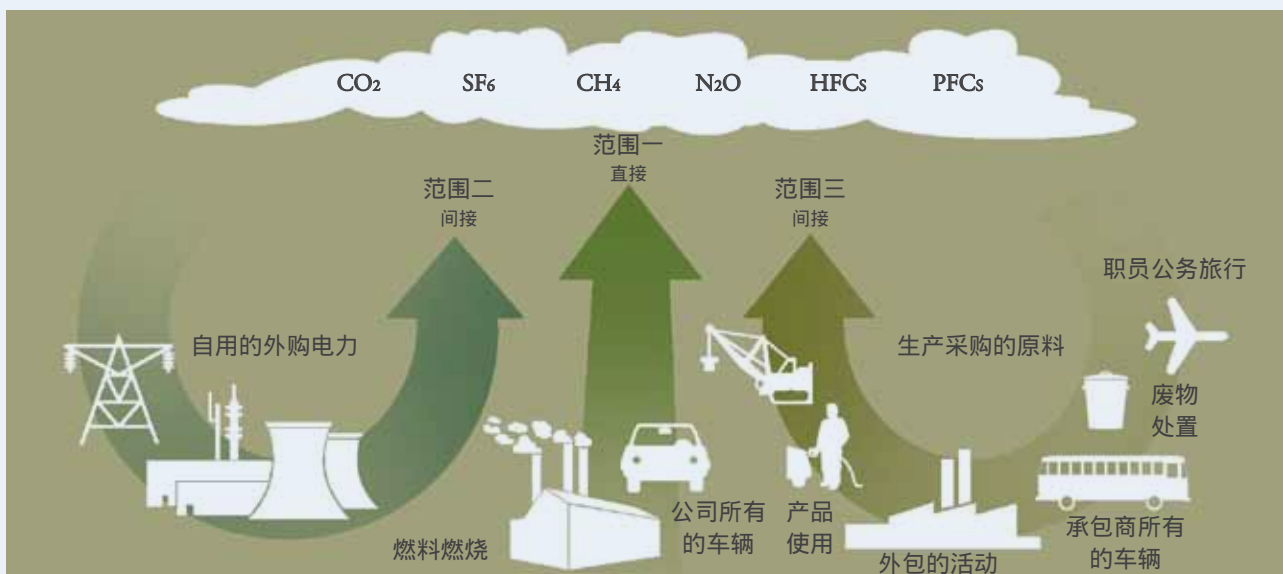 CO₂ SF₆ CH₄ N₂O HFCs PFCs
范围一
直接
范围二
间接
范围三
间接
职员公务旅行
自用的外购电力
生产采购的原料
废物
处置
燃料燃烧
公司所有
的车辆
产品
使用
外包的活动
承包商所有
的车辆